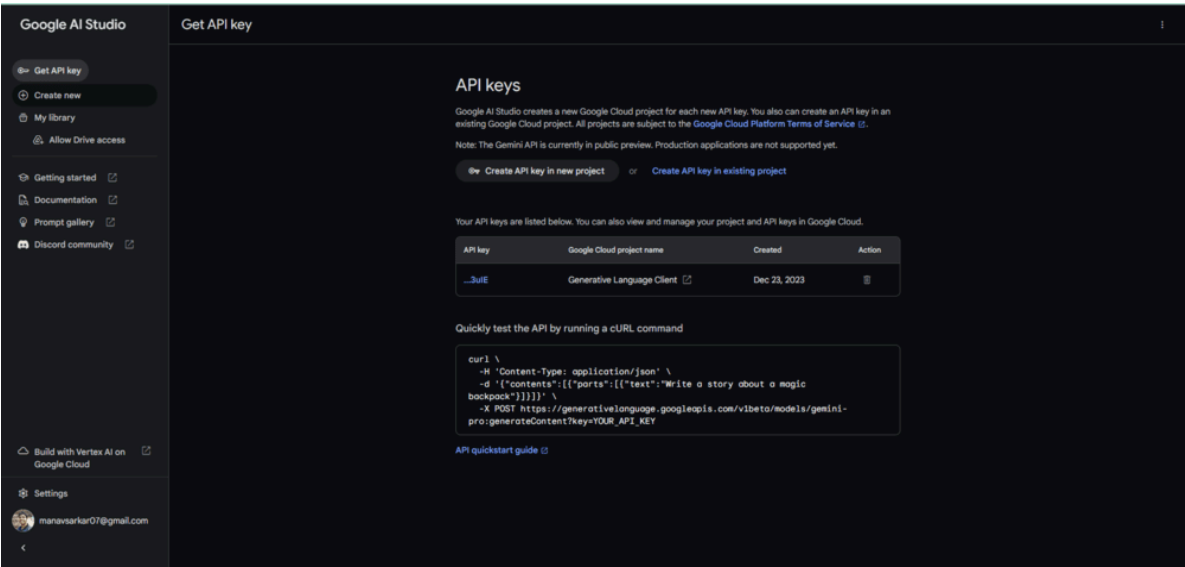 Google AI Studio
Get API key
Get API key
Create new
My library
Allow Drive access
Getting started
Documentation
Prompt gallery
Discord community
Build with Vertex AI on
Google Cloud
Settings
manavsarkar07@gmail.com
API keys
Google AI Studio creates a new Google Cloud project for each new API key. You also can create an API key in an
existing Google Cloud project. All projects are subject to the Google Cloud Platform Terms of Service.
Note: The Gemini API is currently in public preview. Production applications are not supported yet.
Create API key in new project or Create API key in existing project
Your API keys are listed below. You can also view and manage your project and API keys in Google Cloud.
API key Google Cloud project name Created Action
...3uIE Generative Language Client Dec 23, 2023
Quickly test the API by running a cURL command
curl \
-H 'Content-Type: application/json' \
-d '{"contents":[{"parts":[{"text":"Write a story about a magic
backpack"}]}]}' \
-X POST https://generativelanguage.googleapis.com/v1beta/models/gemini-
pro:generateContent?key=YOUR_API_KEY
API quickstart guide